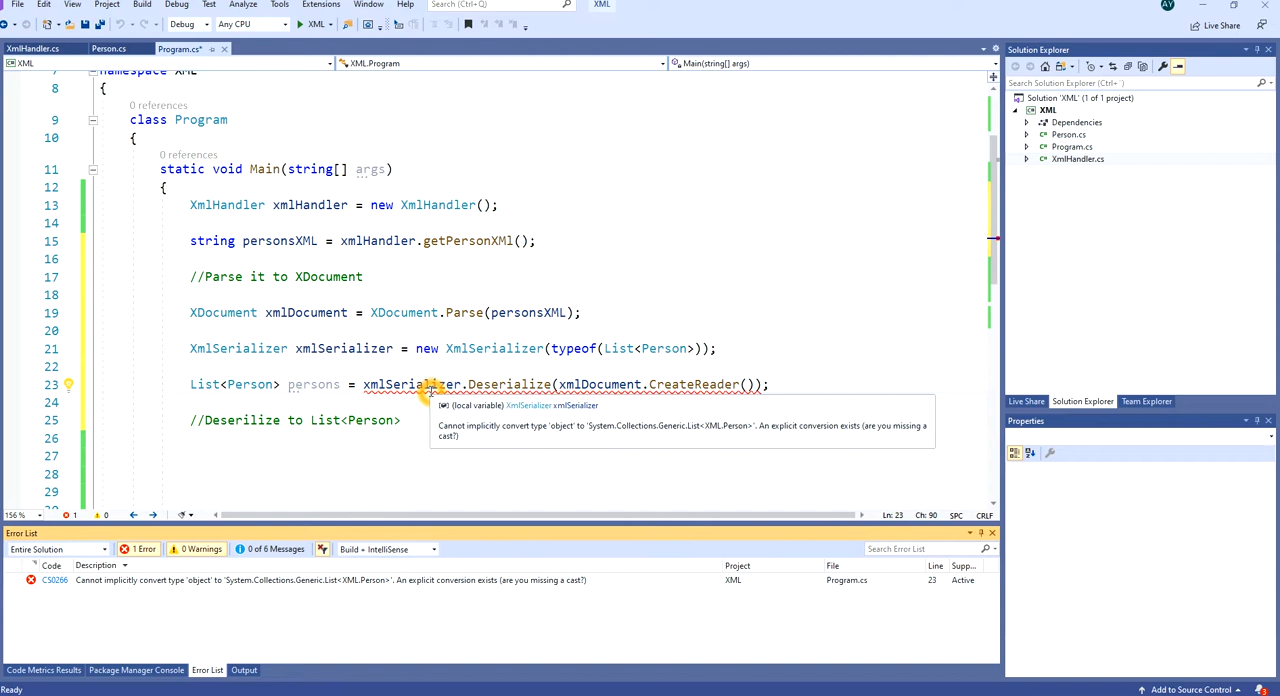 File Edit View Project Build Debug Test Analyze Tools Extensions Window Help Search (Ctrl+Q) XML AY
Debug Any CPU XML Live Share
XmlHandler.cs Person.cs Program.cs*
XML XML.Program Main(string[] args)
7 namespace XML
8 {
0 references
9 class Program
10 {
0 references
11 static void Main(string[] args)
12 {
13 XmlHandler xmlHandler = new XmlHandler();
14
15 string personsXML = xmlHandler.getPersonXMl();
16
17 //Parse it to XDocument
18
19 XDocument xmlDocument = XDocument.Parse(personsXML);
20
21 XmlSerializer xmlSerializer = new XmlSerializer(typeof(List<Person>));
22
23 List<Person> persons = xmlSerializer.Deserialize(xmlDocument.CreateReader());
24
(local variable) XmlSerializer xmlSerializer
25 //Deserilize to List<Person>
Cannot implicitly convert type 'object' to 'System.Collections.Generic.List<XML.Person>'. An explicit conversion exists (are you missing a
cast?)
26
27
28
29
30
156 % 1 0 Ln: 23 Ch: 90 SPC CRLF
Error List
Entire Solution 1 Error 0 Warnings 0 of 6 Messages Build + IntelliSense Search Error List
Code Description Project File Line Supp...
CS0266 Cannot implicitly convert type 'object' to 'System.Collections.Generic.List<XML.Person>'. An explicit conversion exists (are you missing a cast?) XML Program.cs 23 Active
Code Metrics Results Package Manager Console Error List Output
Solution Explorer
Search Solution Explorer (Ctrl+`)
Solution 'XML' (1 of 1 project)
XML
Dependencies
Person.cs
Program.cs
XmlHandler.cs
Live Share Solution Explorer Team Explorer
Properties
Ready Add to Source Control 3